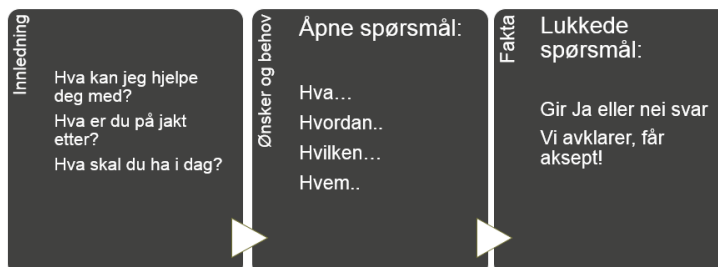 Innledning
Hva kan jeg hjelpe
deg med?
Hva er du på jakt
etter?
Hva skal du ha i dag?
Ønsker og behov
Åpne spørsmål:
Hva…
Hvordan..
Hvilken…
Hvem..
Fakta
Lukkede
spørsmål:
Gir Ja eller nei svar
Vi avklarer, får
aksept!